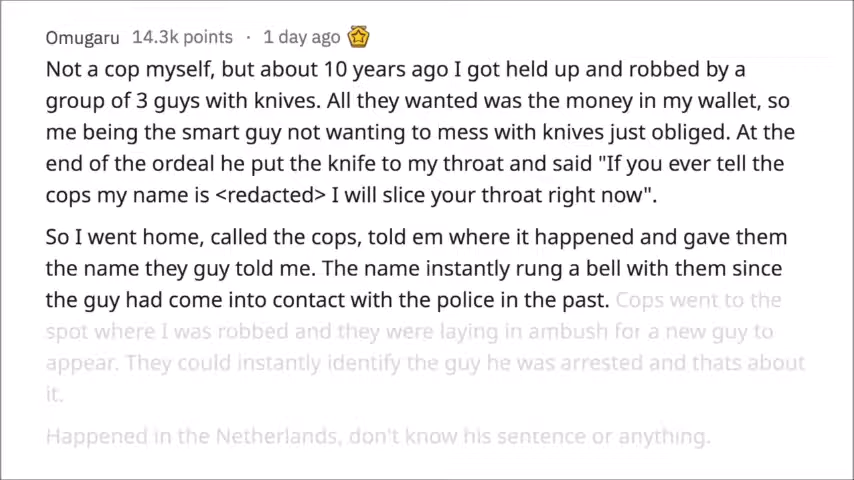 Omugaru 14.3k points · 1 day ago
Not a cop myself, but about 10 years ago I got held up and robbed by a
group of 3 guys with knives. All they wanted was the money in my wallet, so
me being the smart guy not wanting to mess with knives just obliged. At the
end of the ordeal he put the knife to my throat and said "If you ever tell the
cops my name is <redacted> I will slice your throat right now".
So I went home, called the cops, told em where it happened and gave them
the name they guy told me. The name instantly rung a bell with them since
the guy had come into contact with the police in the past. Cops went to the
spot where I was robbed and they were laying in ambush for a new guy to
appear. They could instantly identify the guy he was arrested and thats about
it.
Happened in the Netherlands, don't know his sentence or anything.